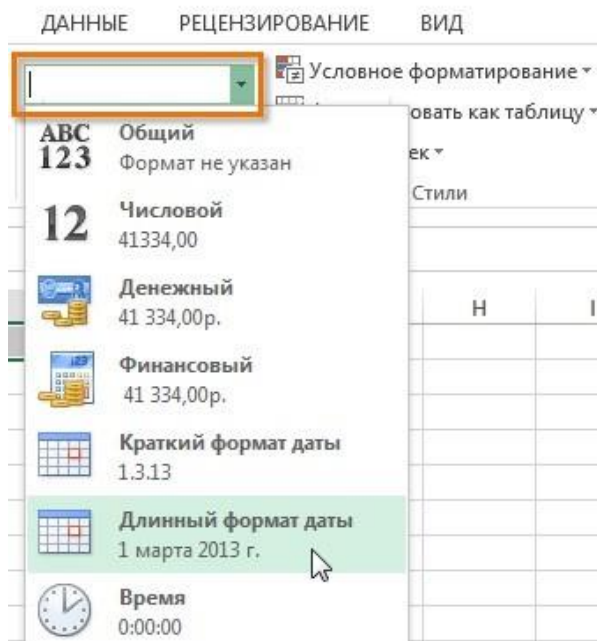 ДАННЫЕ РЕЦЕНЗИРОВАНИЕ ВИД
Условное форматирование
овать как таблицу
ек
Стили
ABC
123
Общий
Формат не указан
12
Числовой
41334,00
Денежный
41 334,00р.
H I
Финансовый
41 334,00р.
Краткий формат даты
1.3.13
Длинный формат даты
1 марта 2013 г.
Время
0:00:00